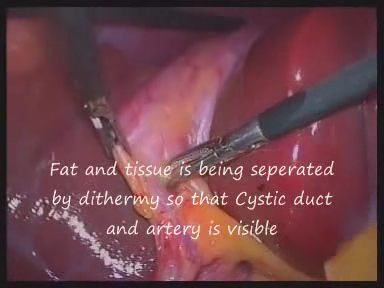 Fat and tissue is being seperated
by dithermy so that Cystic duct
and artery is visible